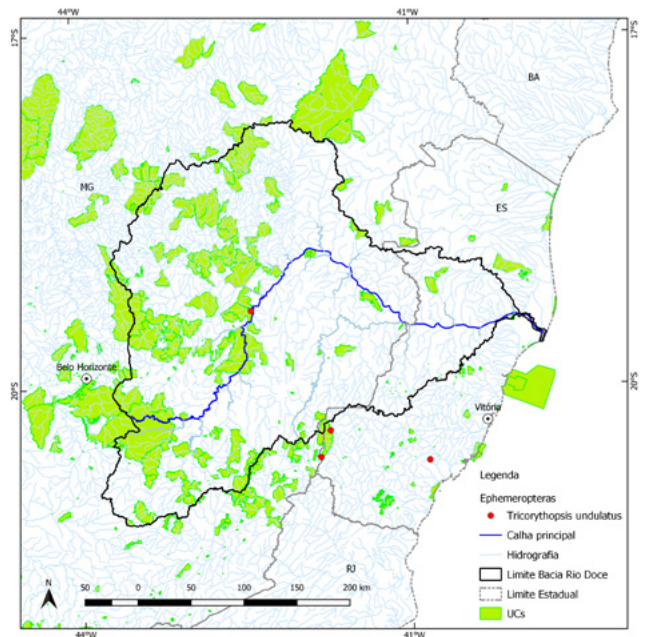 44°W 41°W
17°S 17°S
BA
MG
ES
Belo Horizonte
20°S 20°S
Vitória
Legenda
Ephemeropteras
Tricorythopsis undulatus
Calha principal
Hidrografia
Limite Bacia Rio Doce
Limite Estadual
UCs
RJ
N
50 0 50 100 150 200 km
44°W 41°W